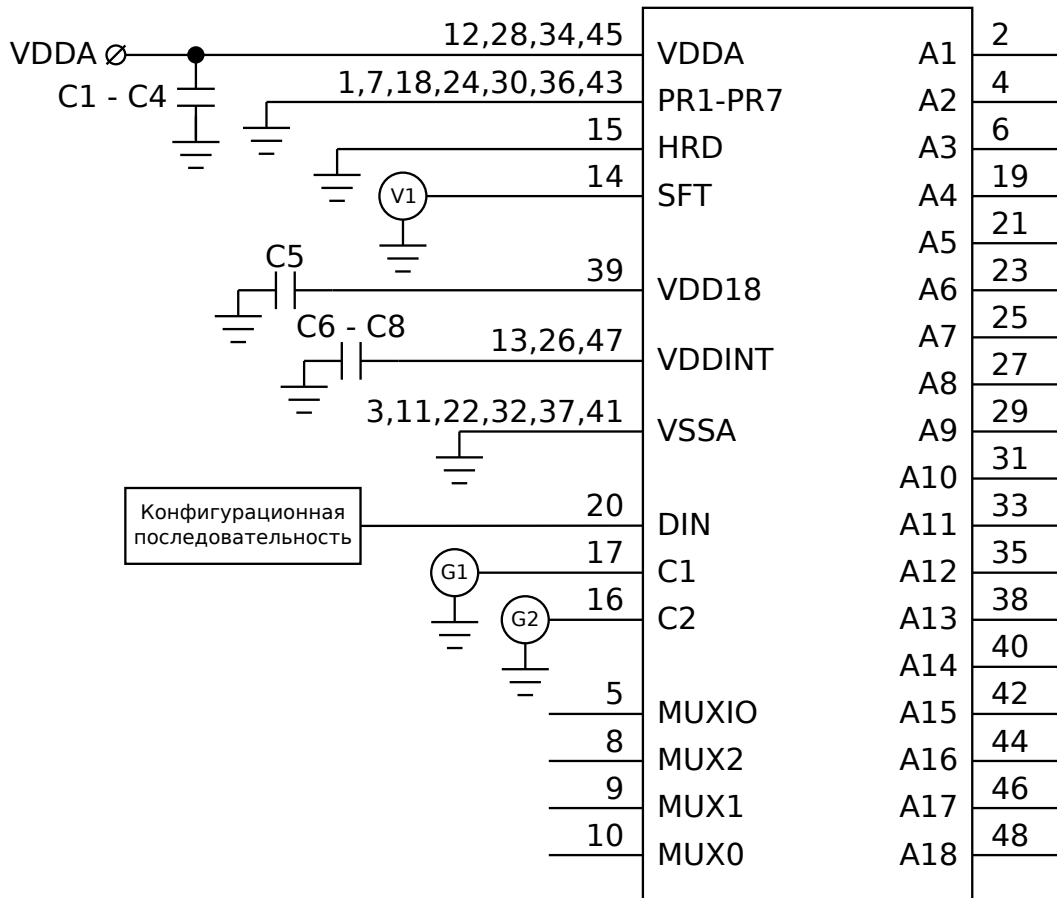 12,28,34,45
VDDA
VDDA
A1
2
C1 - C4
1,7,18,24,30,36,43
PR1-PR7
A2
4
15
HRD
A3
6
14
V1
SFT
A4
19
A5
21
C5
39
VDD18
A6
23
C6 - C8
13,26,47
VDDINT
A7
25
A8
27
3,11,22,32,37,41
VSSA
A9
29
A10
31
Конфигурационная
последовательность
20
DIN
A11
33
G1
17
C1
A12
35
G2
16
C2
A13
38
A14
40
5
MUXIO
A15
42
8
MUX2
A16
44
9
MUX1
A17
46
10
MUX0
A18
48